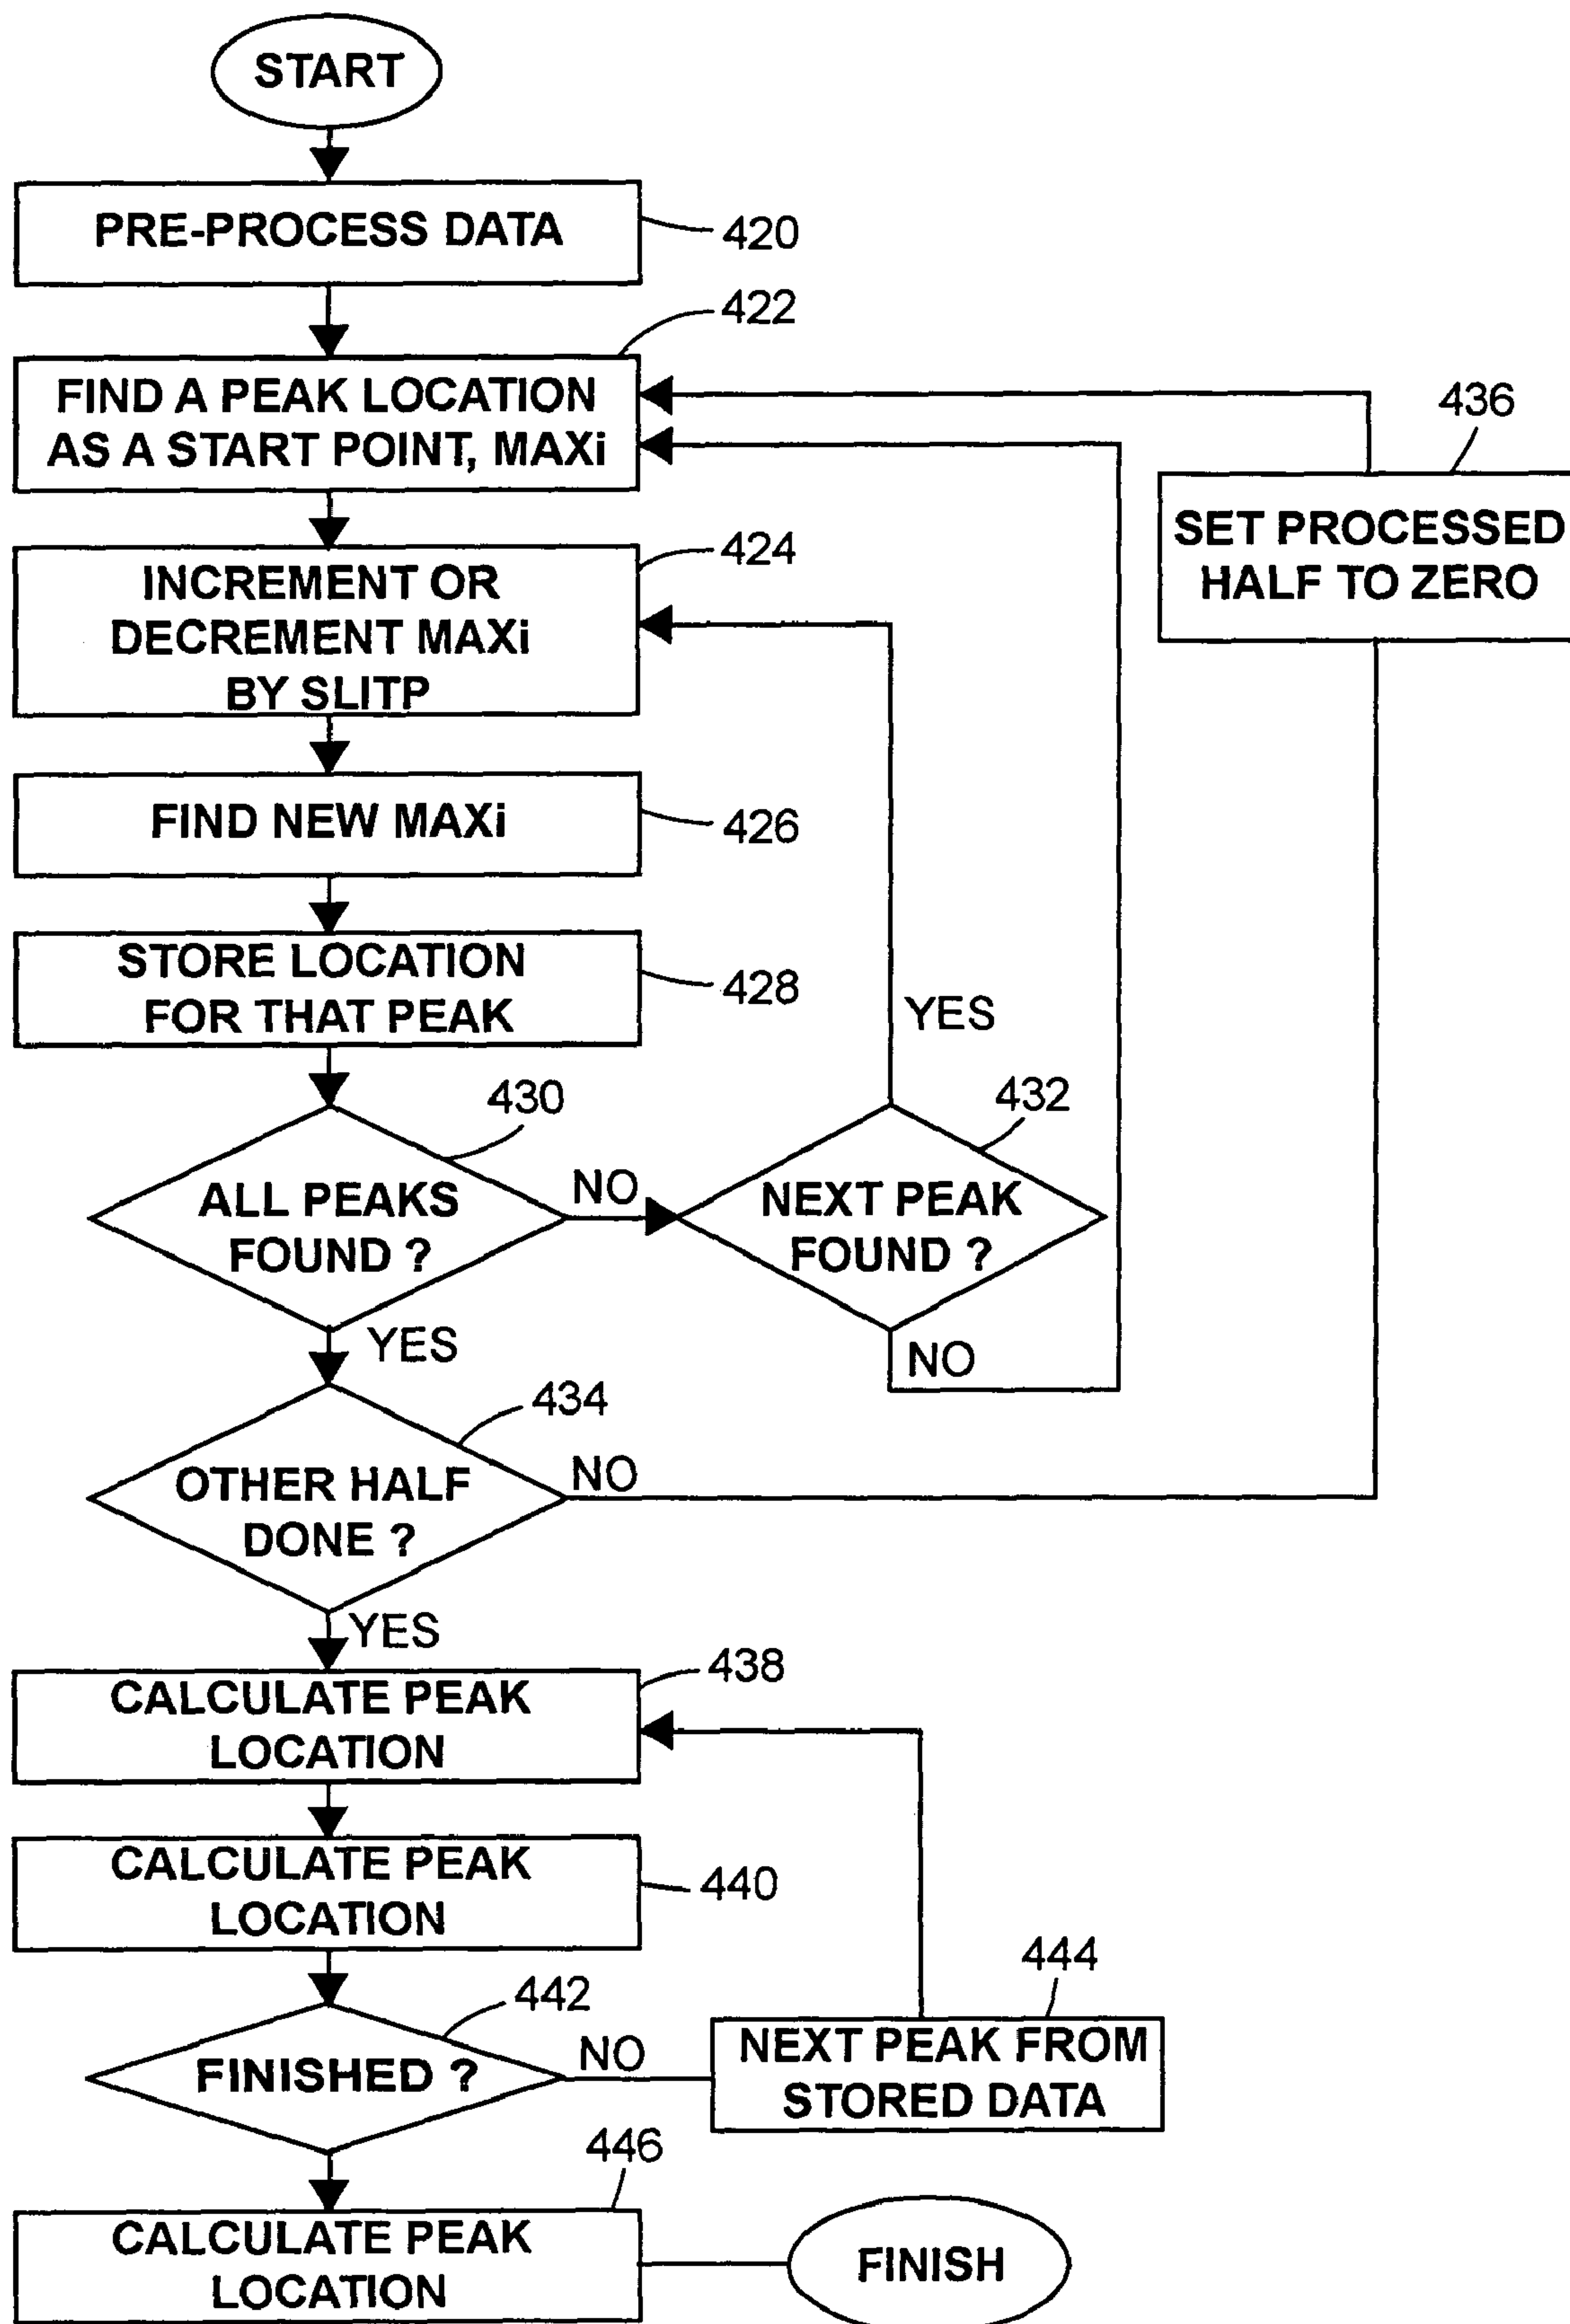 START
PRE-PROCESS DATA
420
422
FIND A PEAK LOCATION
AS A START POINT, MAXi
436
SET PROCESSED
HALF TO ZERO
424
INCREMENT OR
DECREMENT MAXi
BY SLITP
FIND NEW MAXi
426
STORE LOCATION
FOR THAT PEAK
428
YES
430
432
ALL PEAKS
FOUND ?
NO
NEXT PEAK
FOUND ?
YES
NO
434
OTHER HALF
DONE ?
NO
YES
438
CALCULATE PEAK
LOCATION
CALCULATE PEAK
LOCATION
440
442
444
FINISHED ?
NO
NEXT PEAK FROM
STORED DATA
446
CALCULATE PEAK
LOCATION
FINISH